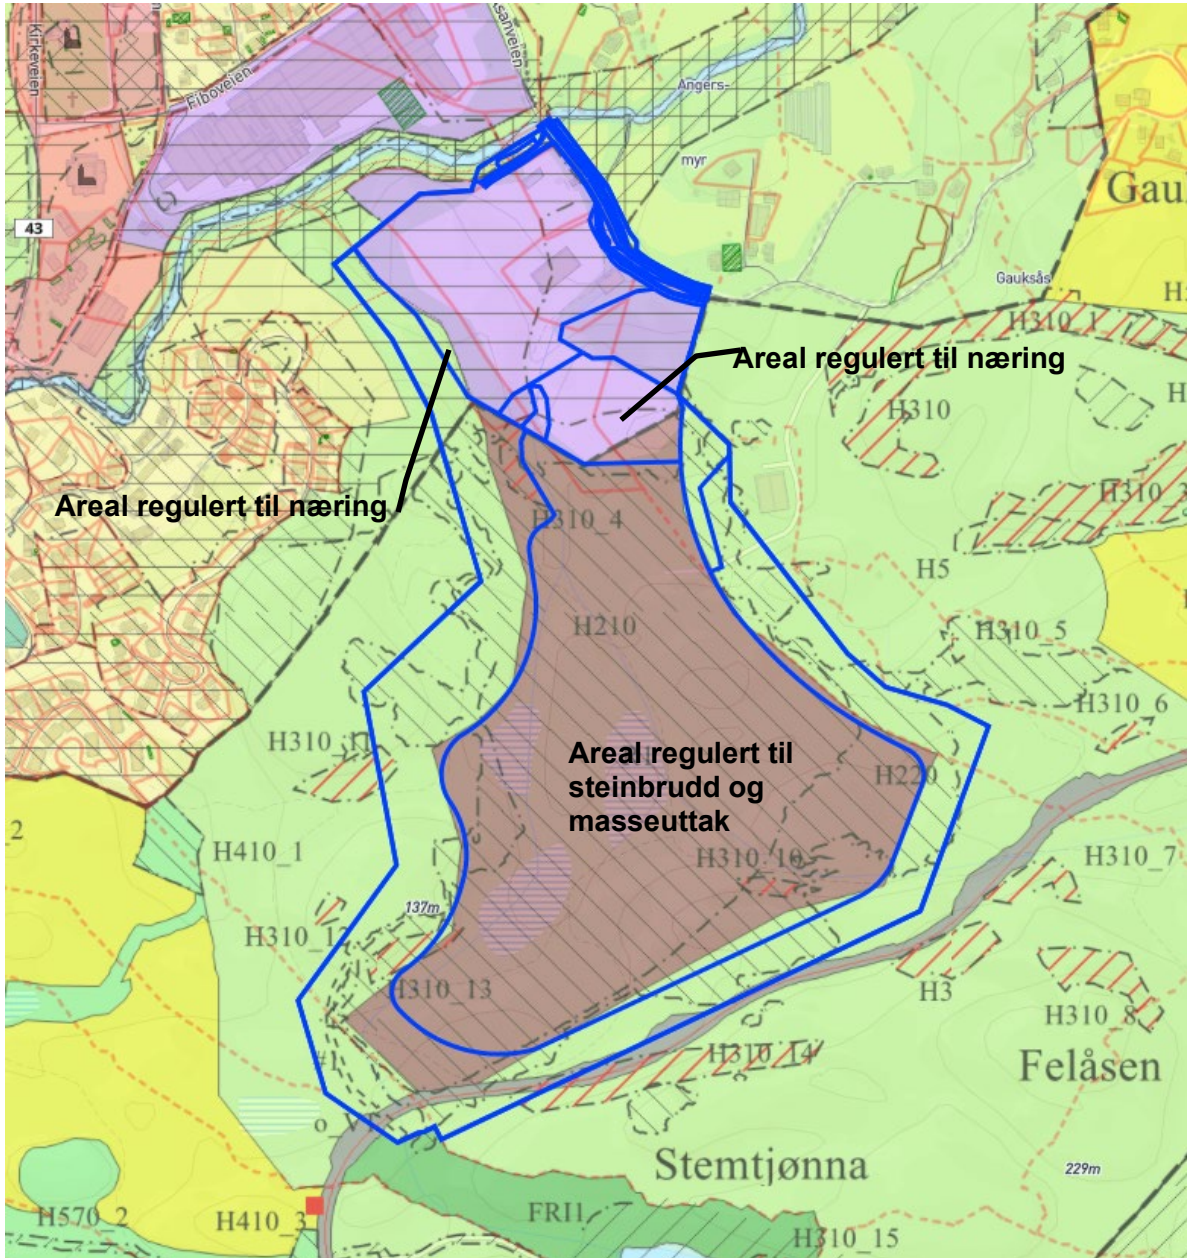 Kirkeveien
Fiboveien
Angers-
myr
Gau
43
Gauksås
H310_1
Areal regulert til næring
H310
Areal regulert til næring
H310_4
H5
H210
H310_5
H310_6
H310_11
Areal regulert til
steinbrudd og
masseuttak
H220
H410_1
H310_10
H310_7
137m
H310_12
H310_13
H3
H310_8
H310_14
Felåsen
Stemtjønna
229m
H570_2
H410_3
FRI1
H310_15